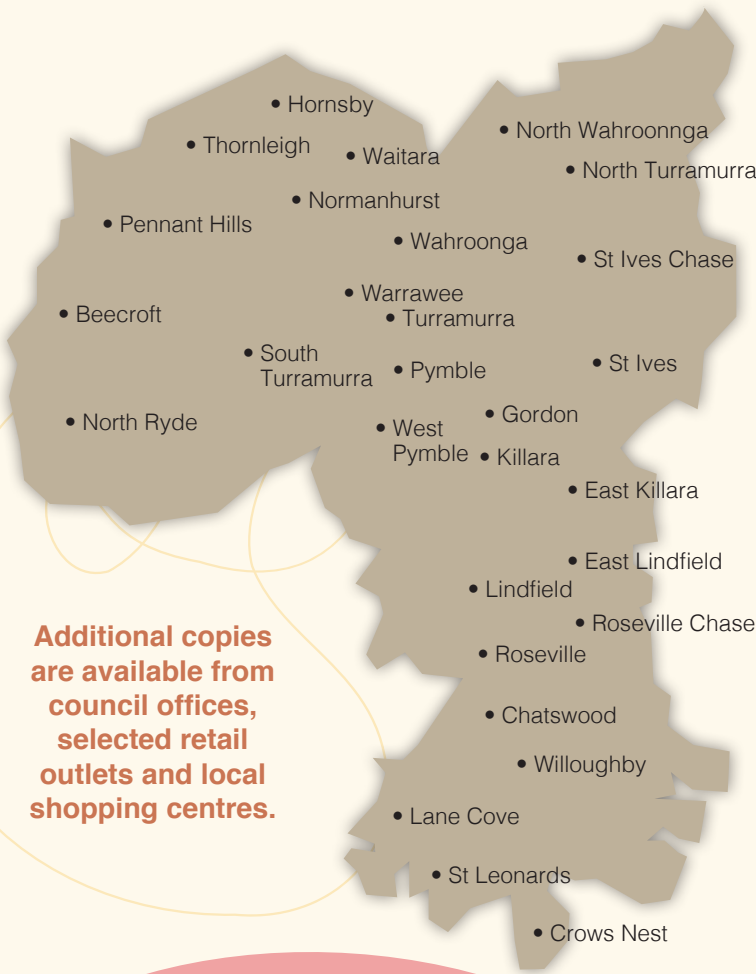 Hornsby
North Wahroonnga
Thornleigh
Waitara
North Turramurra
Normanhurst
Pennant Hills
Wahroonga
St Ives Chase
Warrawee
Beecroft
Turramurra
South
Turramurra
St Ives
Pymble
Gordon
North Ryde
West
Pymble
Killara
East Killara
East Lindfield
Lindfield
Roseville Chase
Roseville
Additional copies
are available from
council offices,
selected retail
outlets and local
shopping centres.
Chatswood
Willoughby
Lane Cove
St Leonards
Crows Nest